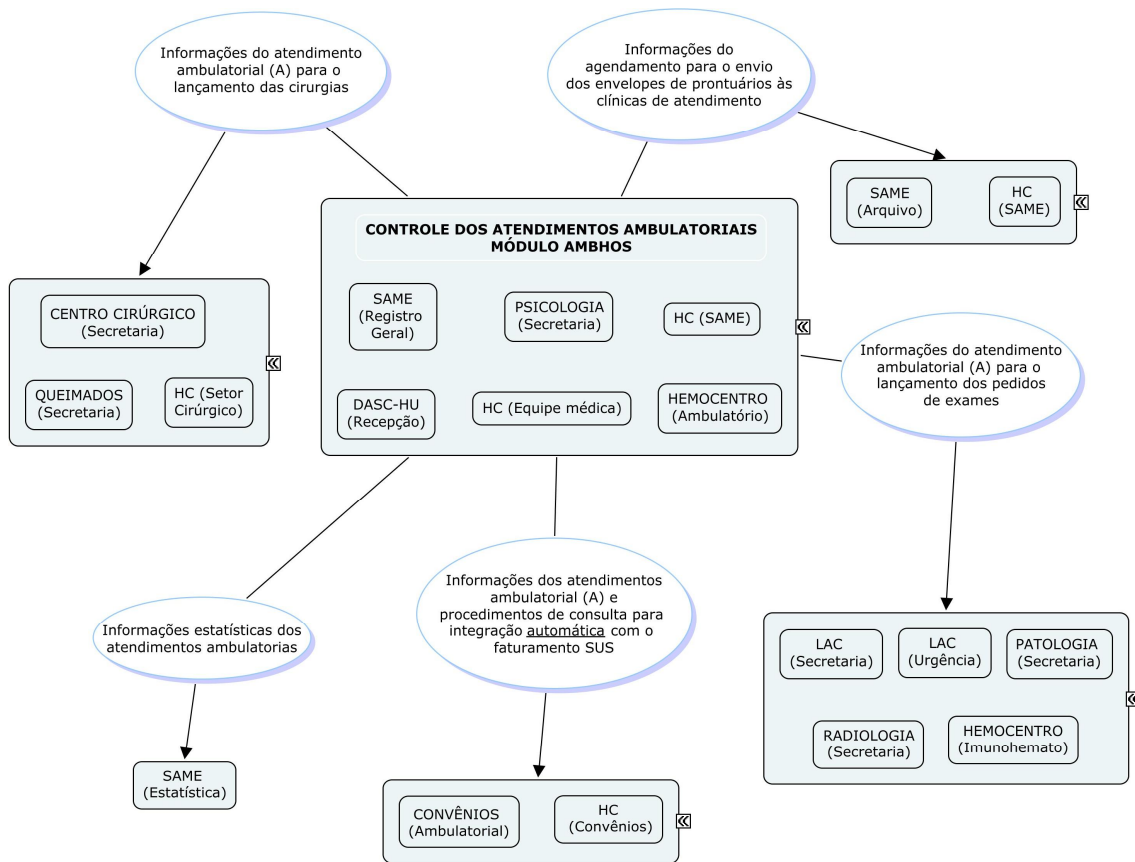 Informações do atendimento
ambulatorial (A) para o
lançamento das cirurgias
Informações do
agendamento para o envio
dos envelopes de prontuários às
clínicas de atendimento
SAME
(Arquivo)
HC
(SAME)
CONTROLE DOS ATENDIMENTOS AMBULATORIAIS
MÓDULO AMBHOS
SAME
(Registro
Geral)
PSICOLOGIA
(Secretaria)
HC (SAME)
DASC-HU
(Recepção)
HC (Equipe médica)
HEMOCENTRO
(Ambulatório)
CENTRO CIRÚRGICO
(Secretaria)
QUEIMADOS
(Secretaria)
HC (Setor
Cirúrgico)
Informações do atendimento
ambulatorial (A) para o
lançamento dos pedidos
de exames
Informações estatísticas dos
atendimentos ambulatorias
Informações dos atendimentos
ambulatorial (A) e
procedimentos de consulta para
integração automática com o
faturamento SUS
LAC
(Secretaria)
LAC
(Urgência)
PATOLOGIA
(Secretaria)
RADIOLOGIA
(Secretaria)
HEMOCENTRO
(Imunohemato)
SAME
(Estatística)
CONVÊNIOS
(Ambulatorial)
HC
(Convênios)